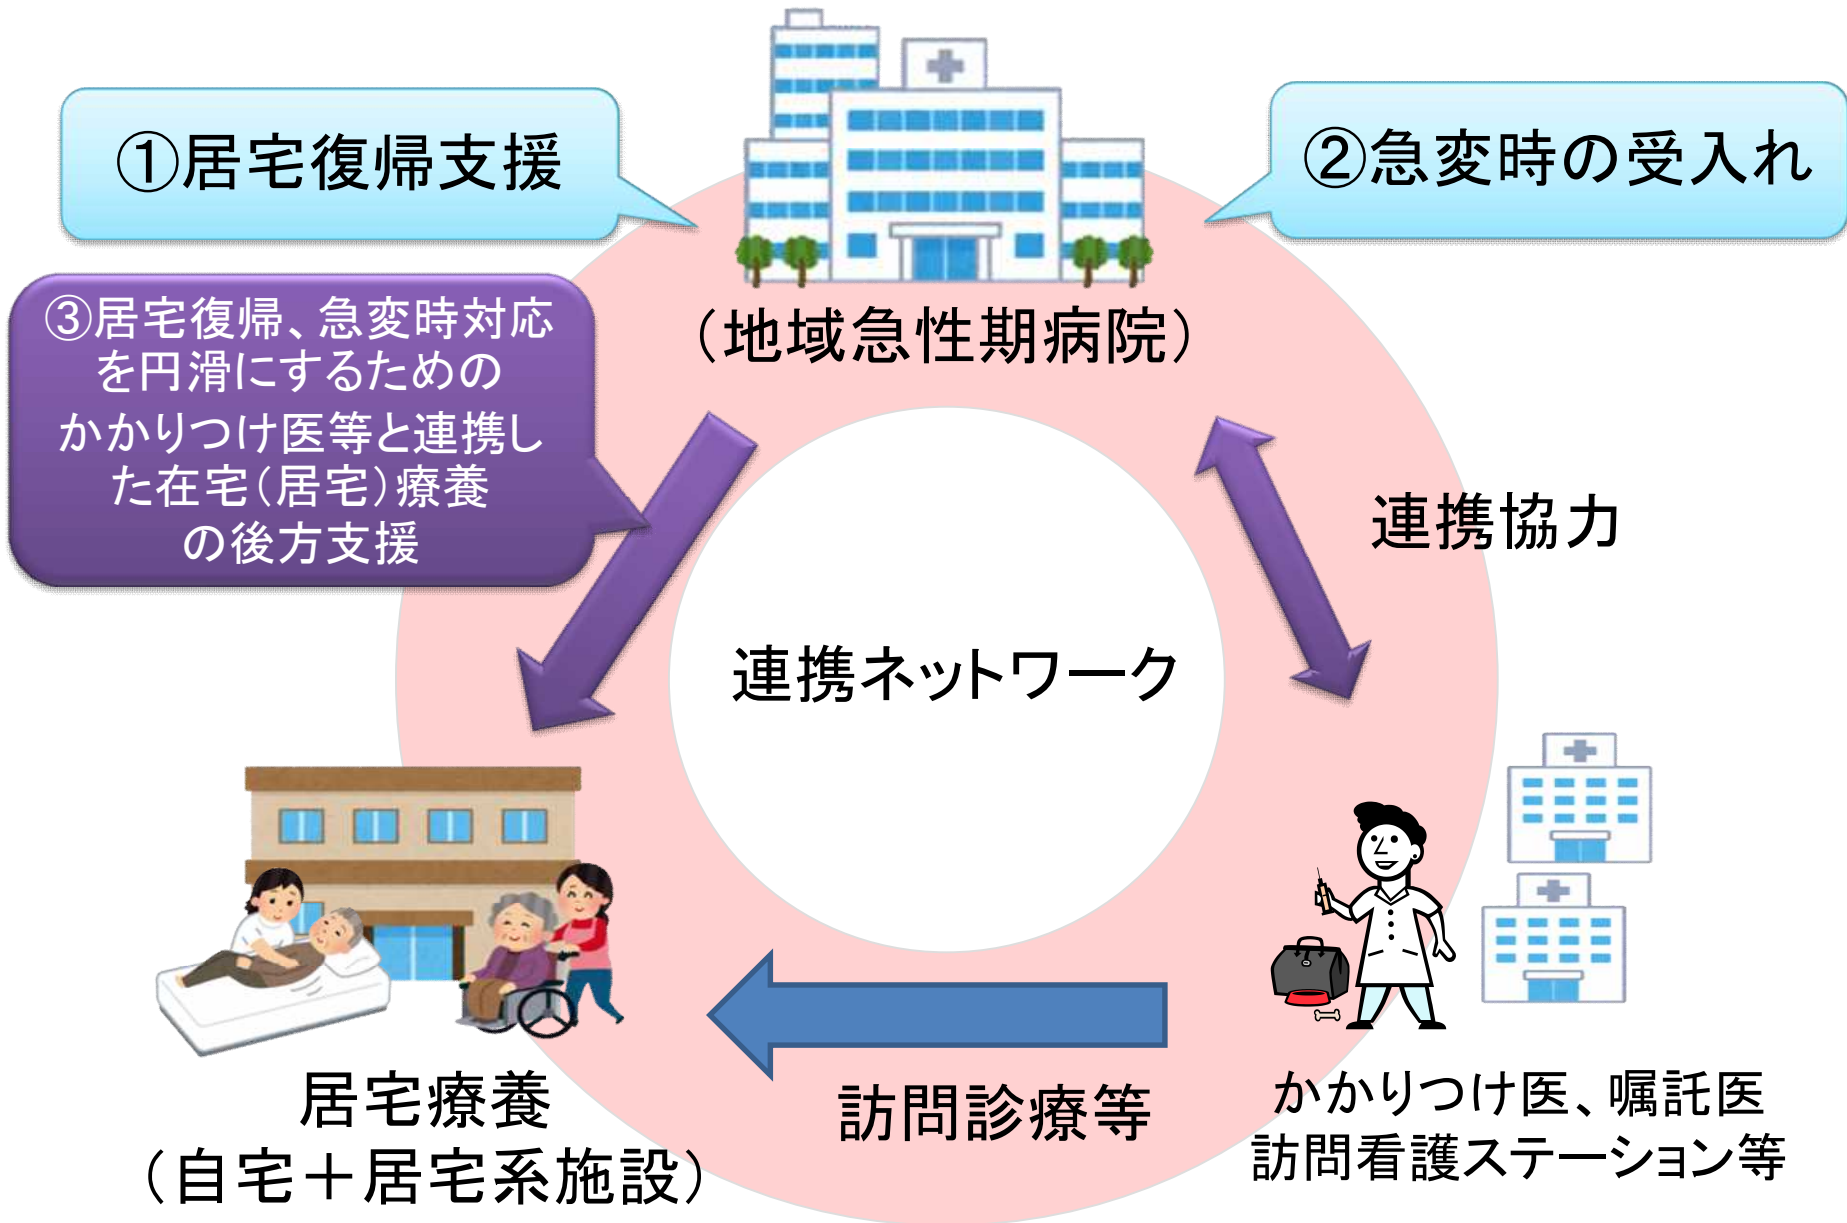 ①居宅復帰支援
②急変時の受入れ
③居宅復帰、急変時対応
を円滑にするための
かかりつけ医等と連携し
た在宅(居宅)療養
の後方支援
(地域急性期病院)
連携協力
連携ネットワーク
居宅療養
(自宅+居宅系施設)
訪問診療等
かかりつけ医、嘱託医
訪問看護ステーション等